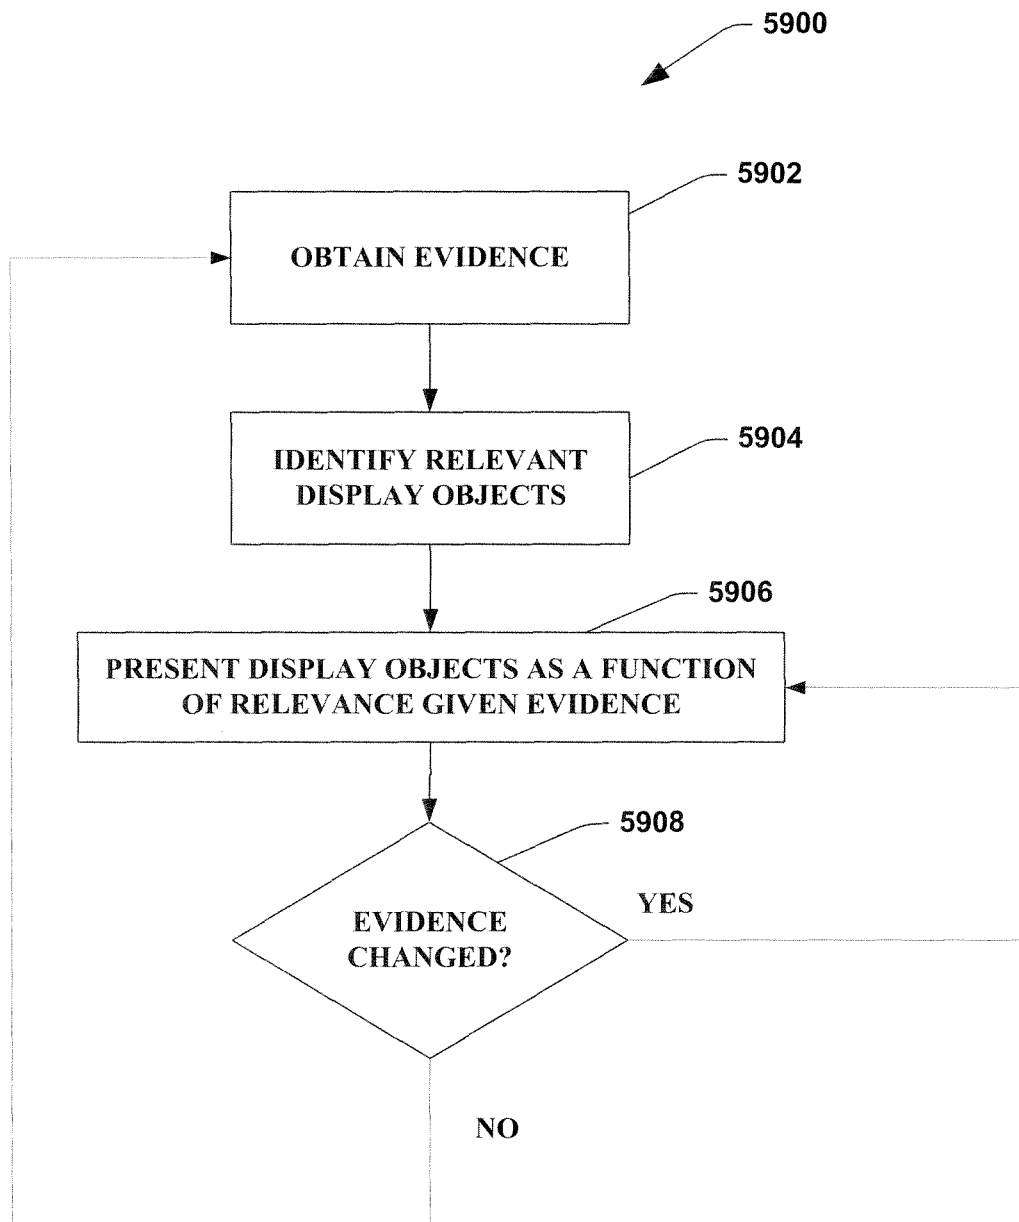 5900
5902
OBTAIN EVIDENCE
5904
IDENTIFY RELEVANT
DISPLAY OBJECTS
5906
PRESENT DISPLAY OBJECTS AS A FUNCTION
OF RELEVANCE GIVEN EVIDENCE
5908
EVIDENCE
CHANGED?
YES
NO